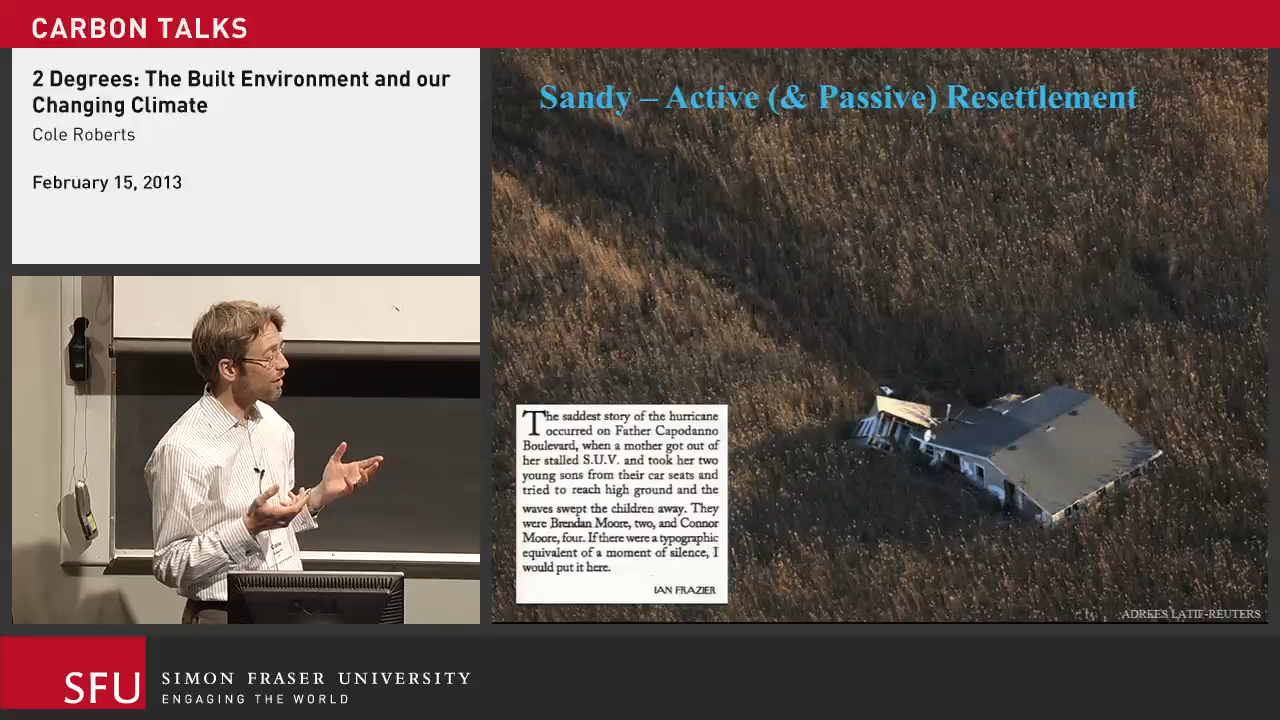 CARBON TALKS
2 Degrees: The Built Environment and our
Changing Climate
Cole Roberts
February 15, 2013
Sandy – Active (& Passive) Resettlement
The saddest story of the hurricane
occurred on Father Capodanno
Boulevard, when a mother got out of
her stalled S.U.V. and took her two
young sons from their car seats and
tried to reach high ground and the
waves swept the children away. They
were Brendan Moore, two, and Connor
Moore, four. If there were a typographic
equivalent of a moment of silence, I
would put it here.
IAN FRAZIER
ADREES LATIF-REUTERS
SFU
SIMON FRASER UNIVERSITY
ENGAGING THE WORLD